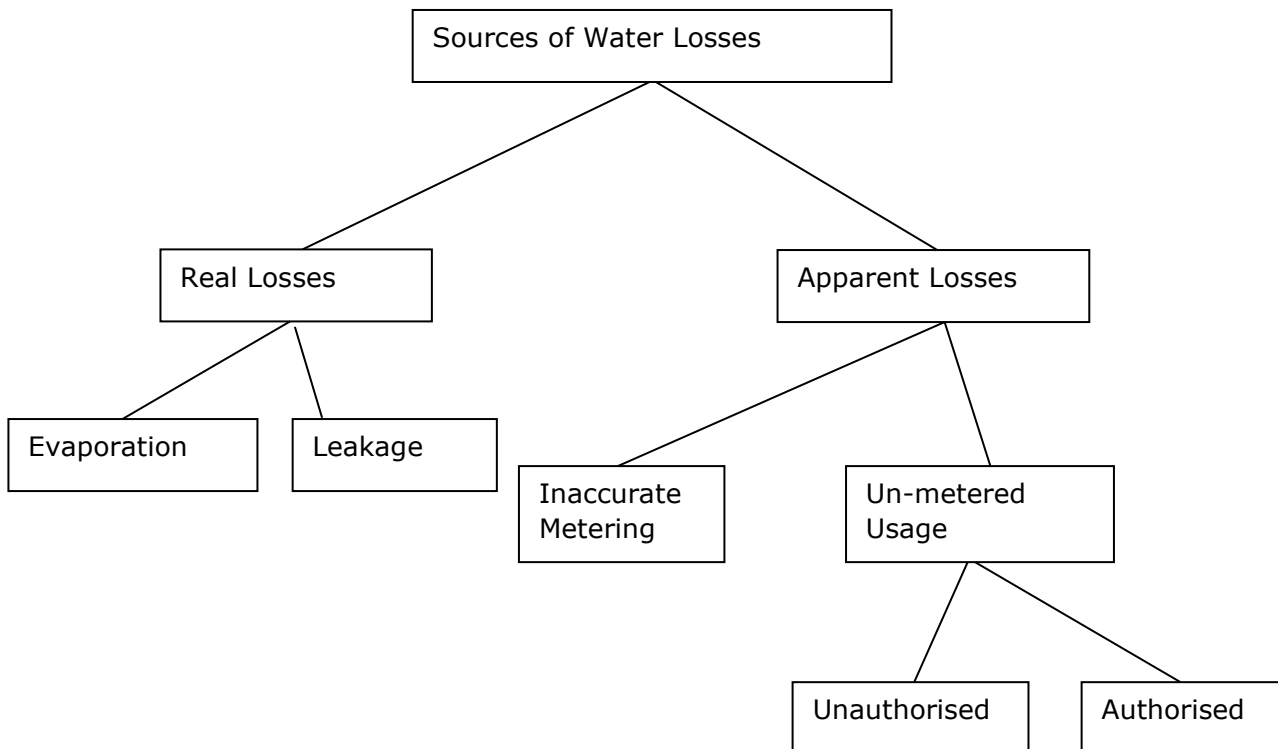 Sources of Water Losses
Real Losses
Apparent Losses
Evaporation
Leakage
Inaccurate
Metering
Un-metered
Usage
Unauthorised
Authorised